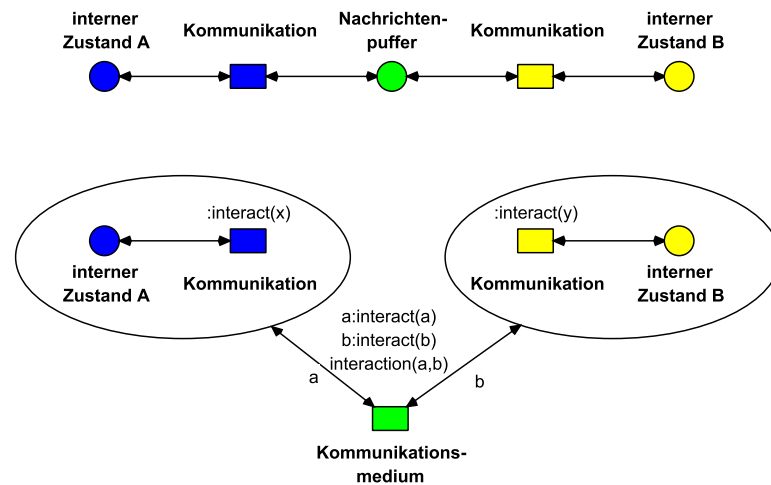 interner
Zustand A
Kommunikation
Nachrichten-
puffer
Kommunikation
interner
Zustand B
:interact(x)
interner
Zustand A
Kommunikation
:interact(y)
Kommunikation
interner
Zustand B
a:interact(a)
b:interact(b)
interaction(a,b)
a
b
Kommunikations-
medium